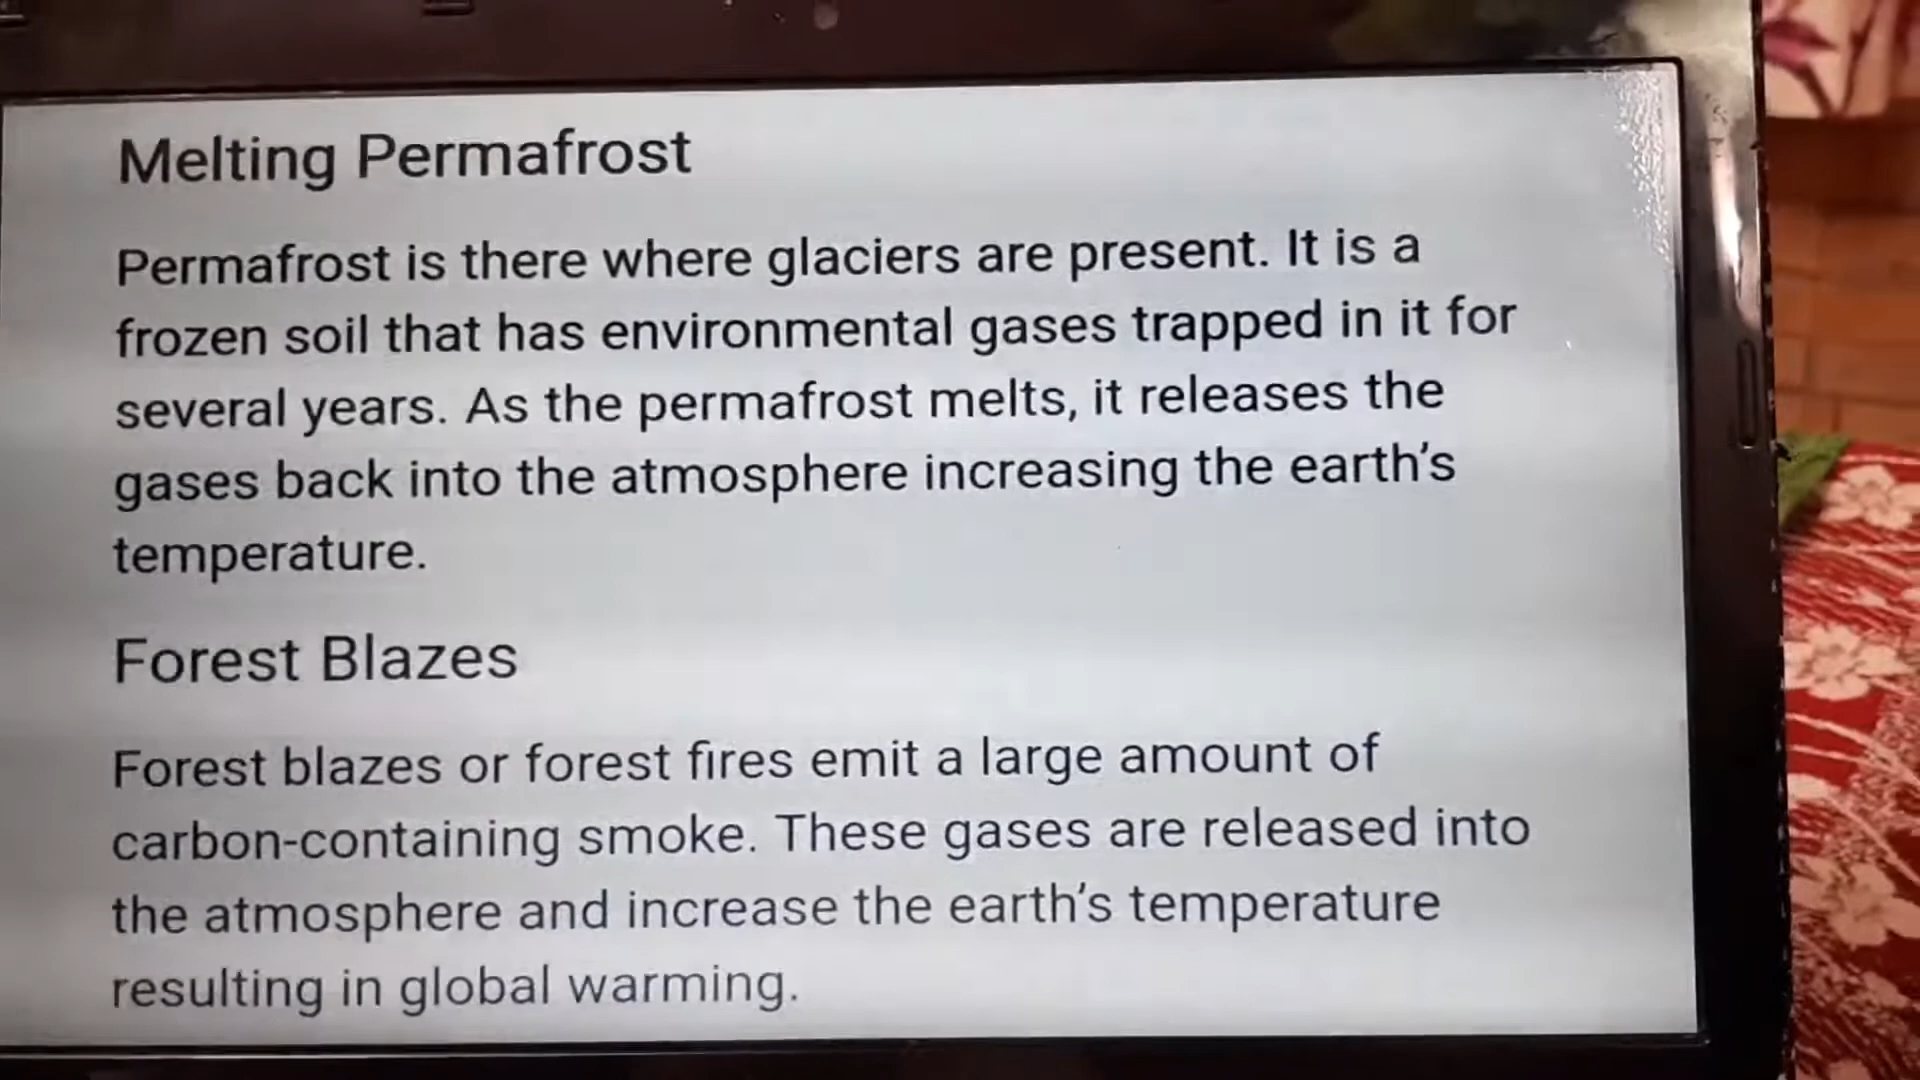 Melting Permafrost
Permafrost is there where glaciers are present. It is a
frozen soil that has environmental gases trapped in it for
several years. As the permafrost melts, it releases the
gases back into the atmosphere increasing the earth’s
temperature.
Forest Blazes
Forest blazes or forest fires emit a large amount of
carbon-containing smoke. These gases are released into
the atmosphere and increase the earth’s temperature
resulting in global warming.